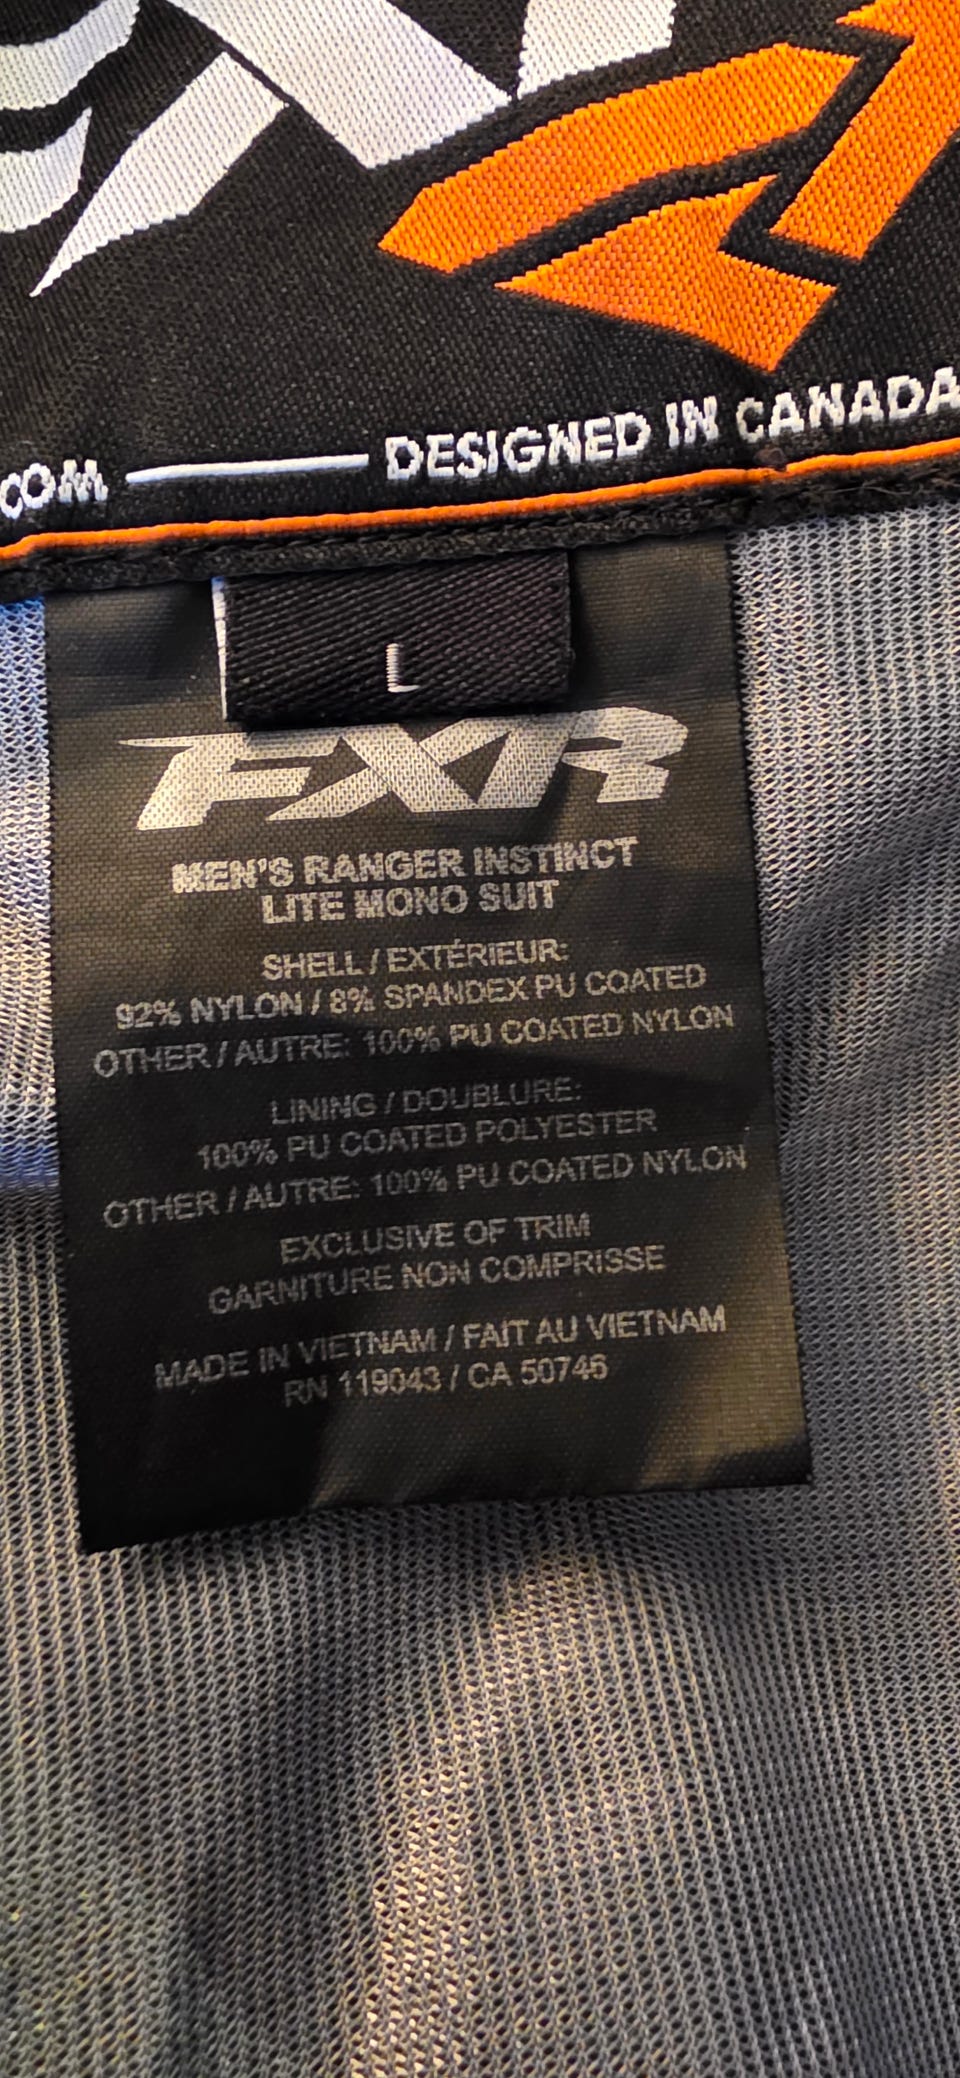 COM — DESIGNED IN CANADA
L
FXR
MEN'S RANGER INSTINCT
LITE MONO SUIT
SHELL / EXTÉRIEUR:
92% NYLON / 8% SPANDEX PU COATED
OTHER / AUTRE: 100% PU COATED NYLON
LINING / DOUBLURE:
100% PU COATED POLYESTER
OTHER / AUTRE: 100% PU COATED NYLON
EXCLUSIVE OF TRIM
GARNITURE NON COMPRISSE
MADE IN VIETNAM / FAIT AU VIETNAM
RN 119043 / CA 50746